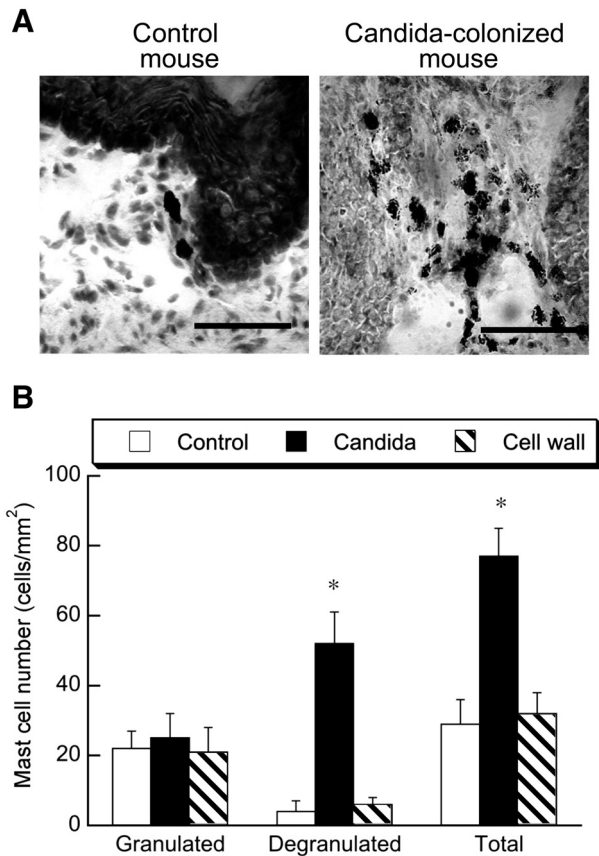 A
Control
mouse
Candida-colonized
mouse
B
Control Candida Cell wall
Mast cell number (cells/mm²)
100
80
60
40
20
0
*
*
Granulated Degranulated Total